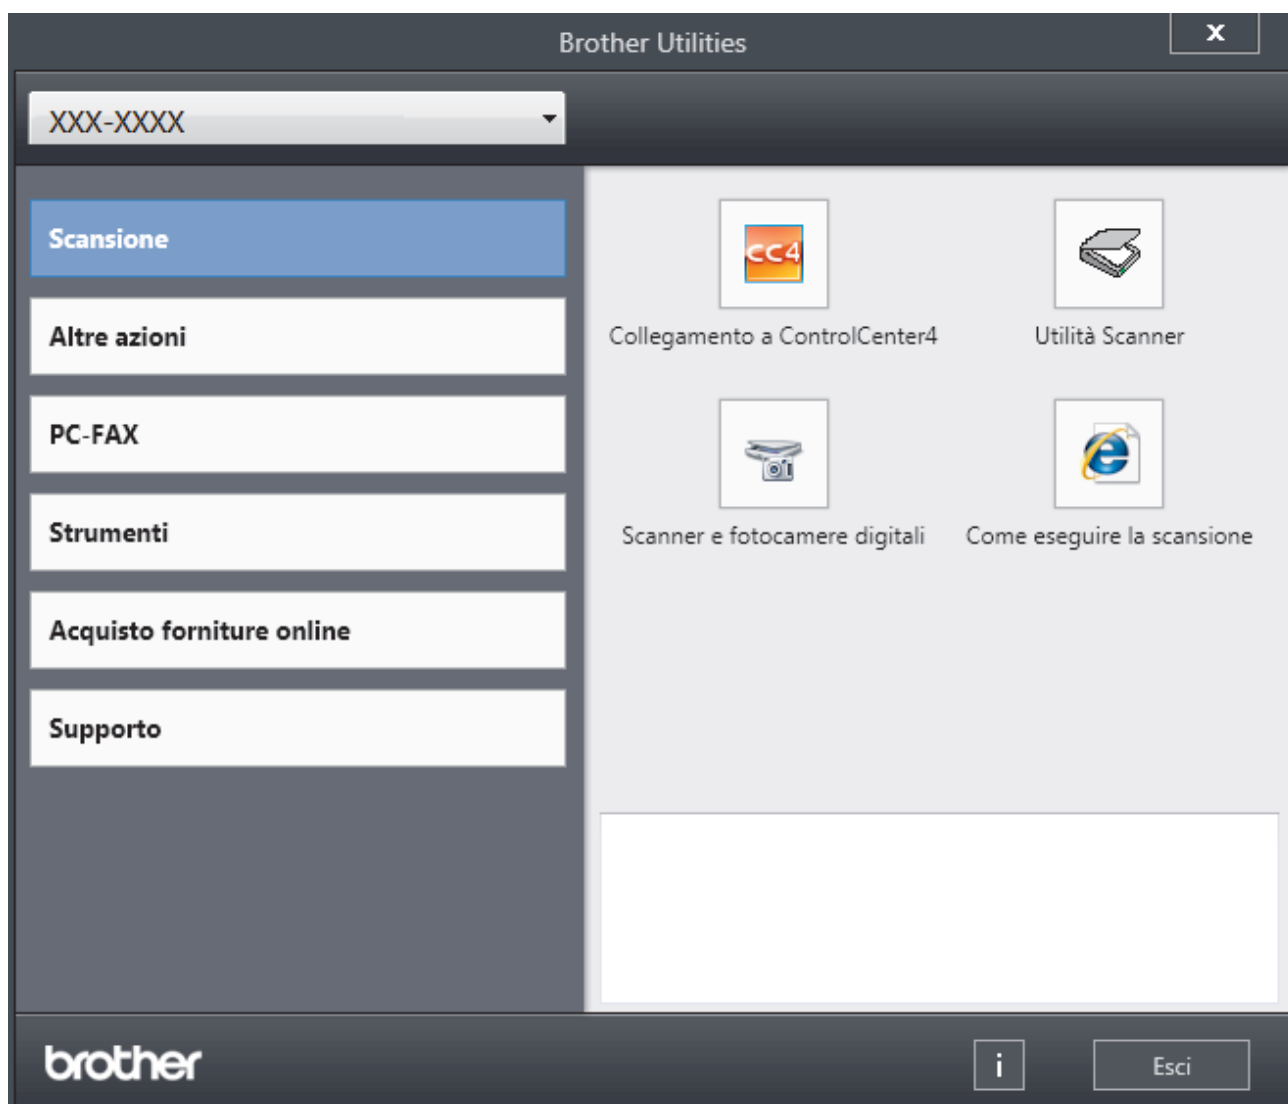 Brother Utilities
x
XXX-XXXX
Scansione
Altre azioni
PC-FAX
Strumenti
Acquisto forniture online
Supporto
CC4
Collegamento a ControlCenter4
Utilità Scanner
Scanner e fotocamere digitali
Come eseguire la scansione
brother
i
Esci